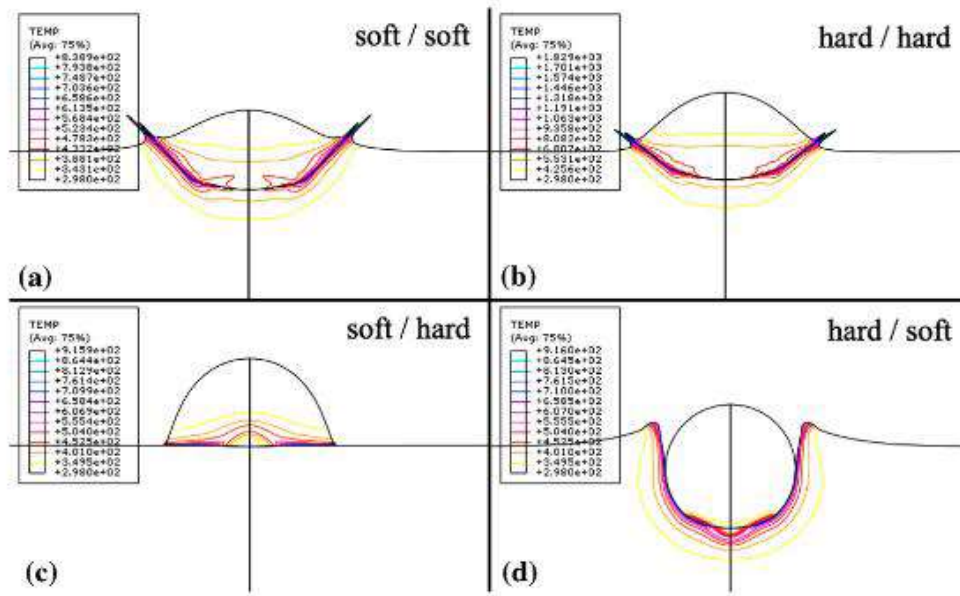 TEMP
(Avg: 75%)
+8.389e+02
+7.938e+02
+7.487e+02
+7.036e+02
+6.586e+02
+6.135e+02
+5.684e+02
+5.234e+02
+4.783e+02
+4.332e+02
+3.881e+02
+3.431e+02
+2.980e+02
soft / soft
(a)
TEMP
(Avg: 75%)
+1.829e+03
+1.701e+03
+1.574e+03
+1.446e+03
+1.318e+03
+1.191e+03
+1.063e+03
+9.358e+02
+8.082e+02
+6.807e+02
+5.531e+02
+4.256e+02
+2.980e+02
hard / hard
(b)
TEMP
(Avg: 75%)
+9.159e+02
+8.644e+02
+8.129e+02
+7.614e+02
+7.099e+02
+6.584e+02
+6.069e+02
+5.554e+02
+5.040e+02
+4.525e+02
+4.010e+02
+3.495e+02
+2.980e+02
soft / hard
(c)
TEMP
(Avg: 75%)
+9.160e+02
+8.645e+02
+8.130e+02
+7.615e+02
+7.100e+02
+6.585e+02
+6.070e+02
+5.555e+02
+5.040e+02
+4.525e+02
+4.010e+02
+3.495e+02
+2.980e+02
hard / soft
(d)